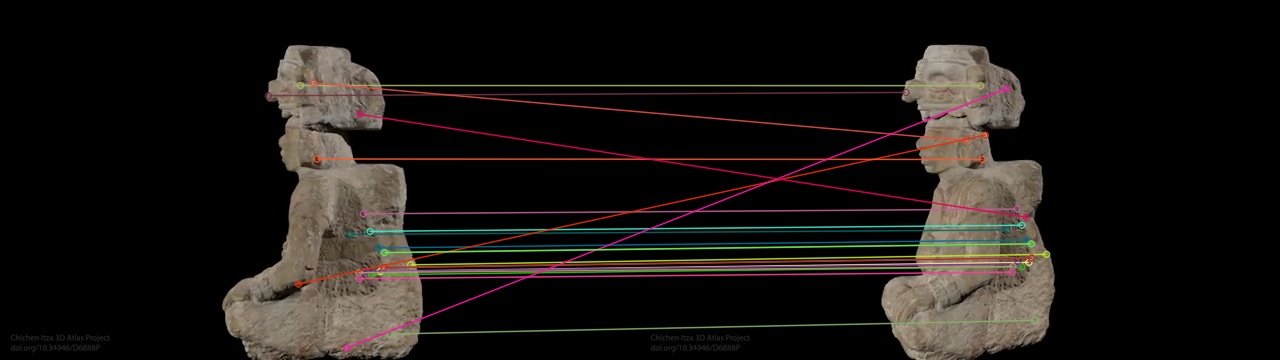 Chichen Itza 3D Atlas Project
doi.org/10.34946/D6B88P
Chichen Itza 3D Atlas Project
doi.org/10.34946/D6B88P